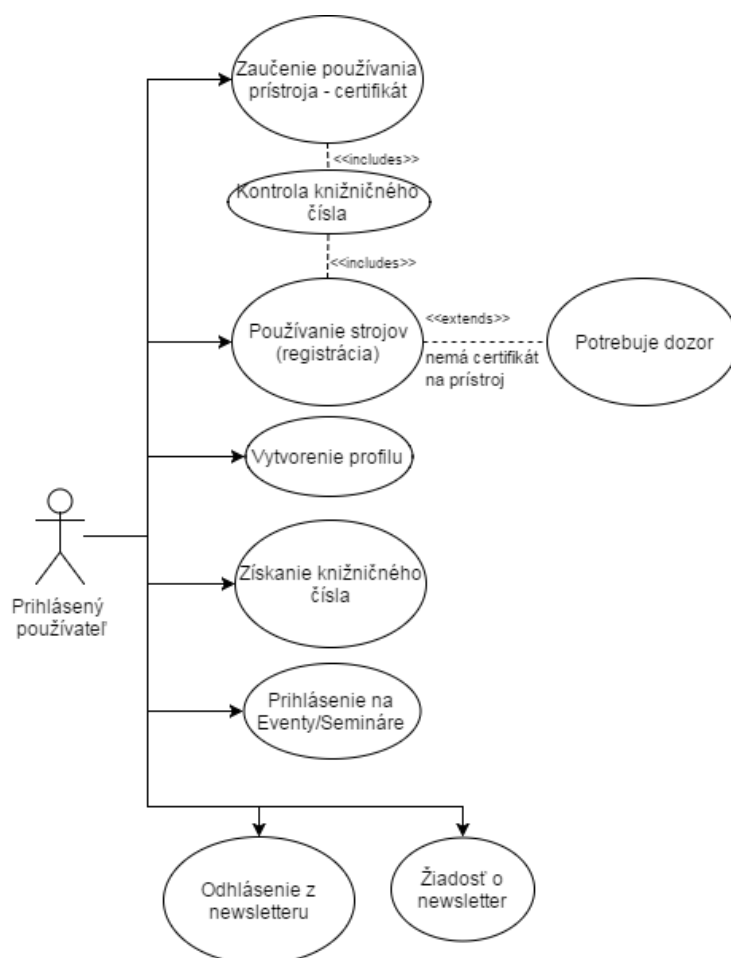 Zaučenie používania
prístroja - certifikát
<<includes>>
Kontrola knižničného
čísla
<<includes>>
Používanie strojov
(registrácia)
<<extends>>
nemá certifikát
na prístroj
Potrebuje dozor
Vytvorenie profilu
Získanie knižničného
čísla
Prihlásený
používateľ
Prihlásenie na
Eventy/Semináre
Odhlásenie z
newsletteru
Žiadosť o
newsletter